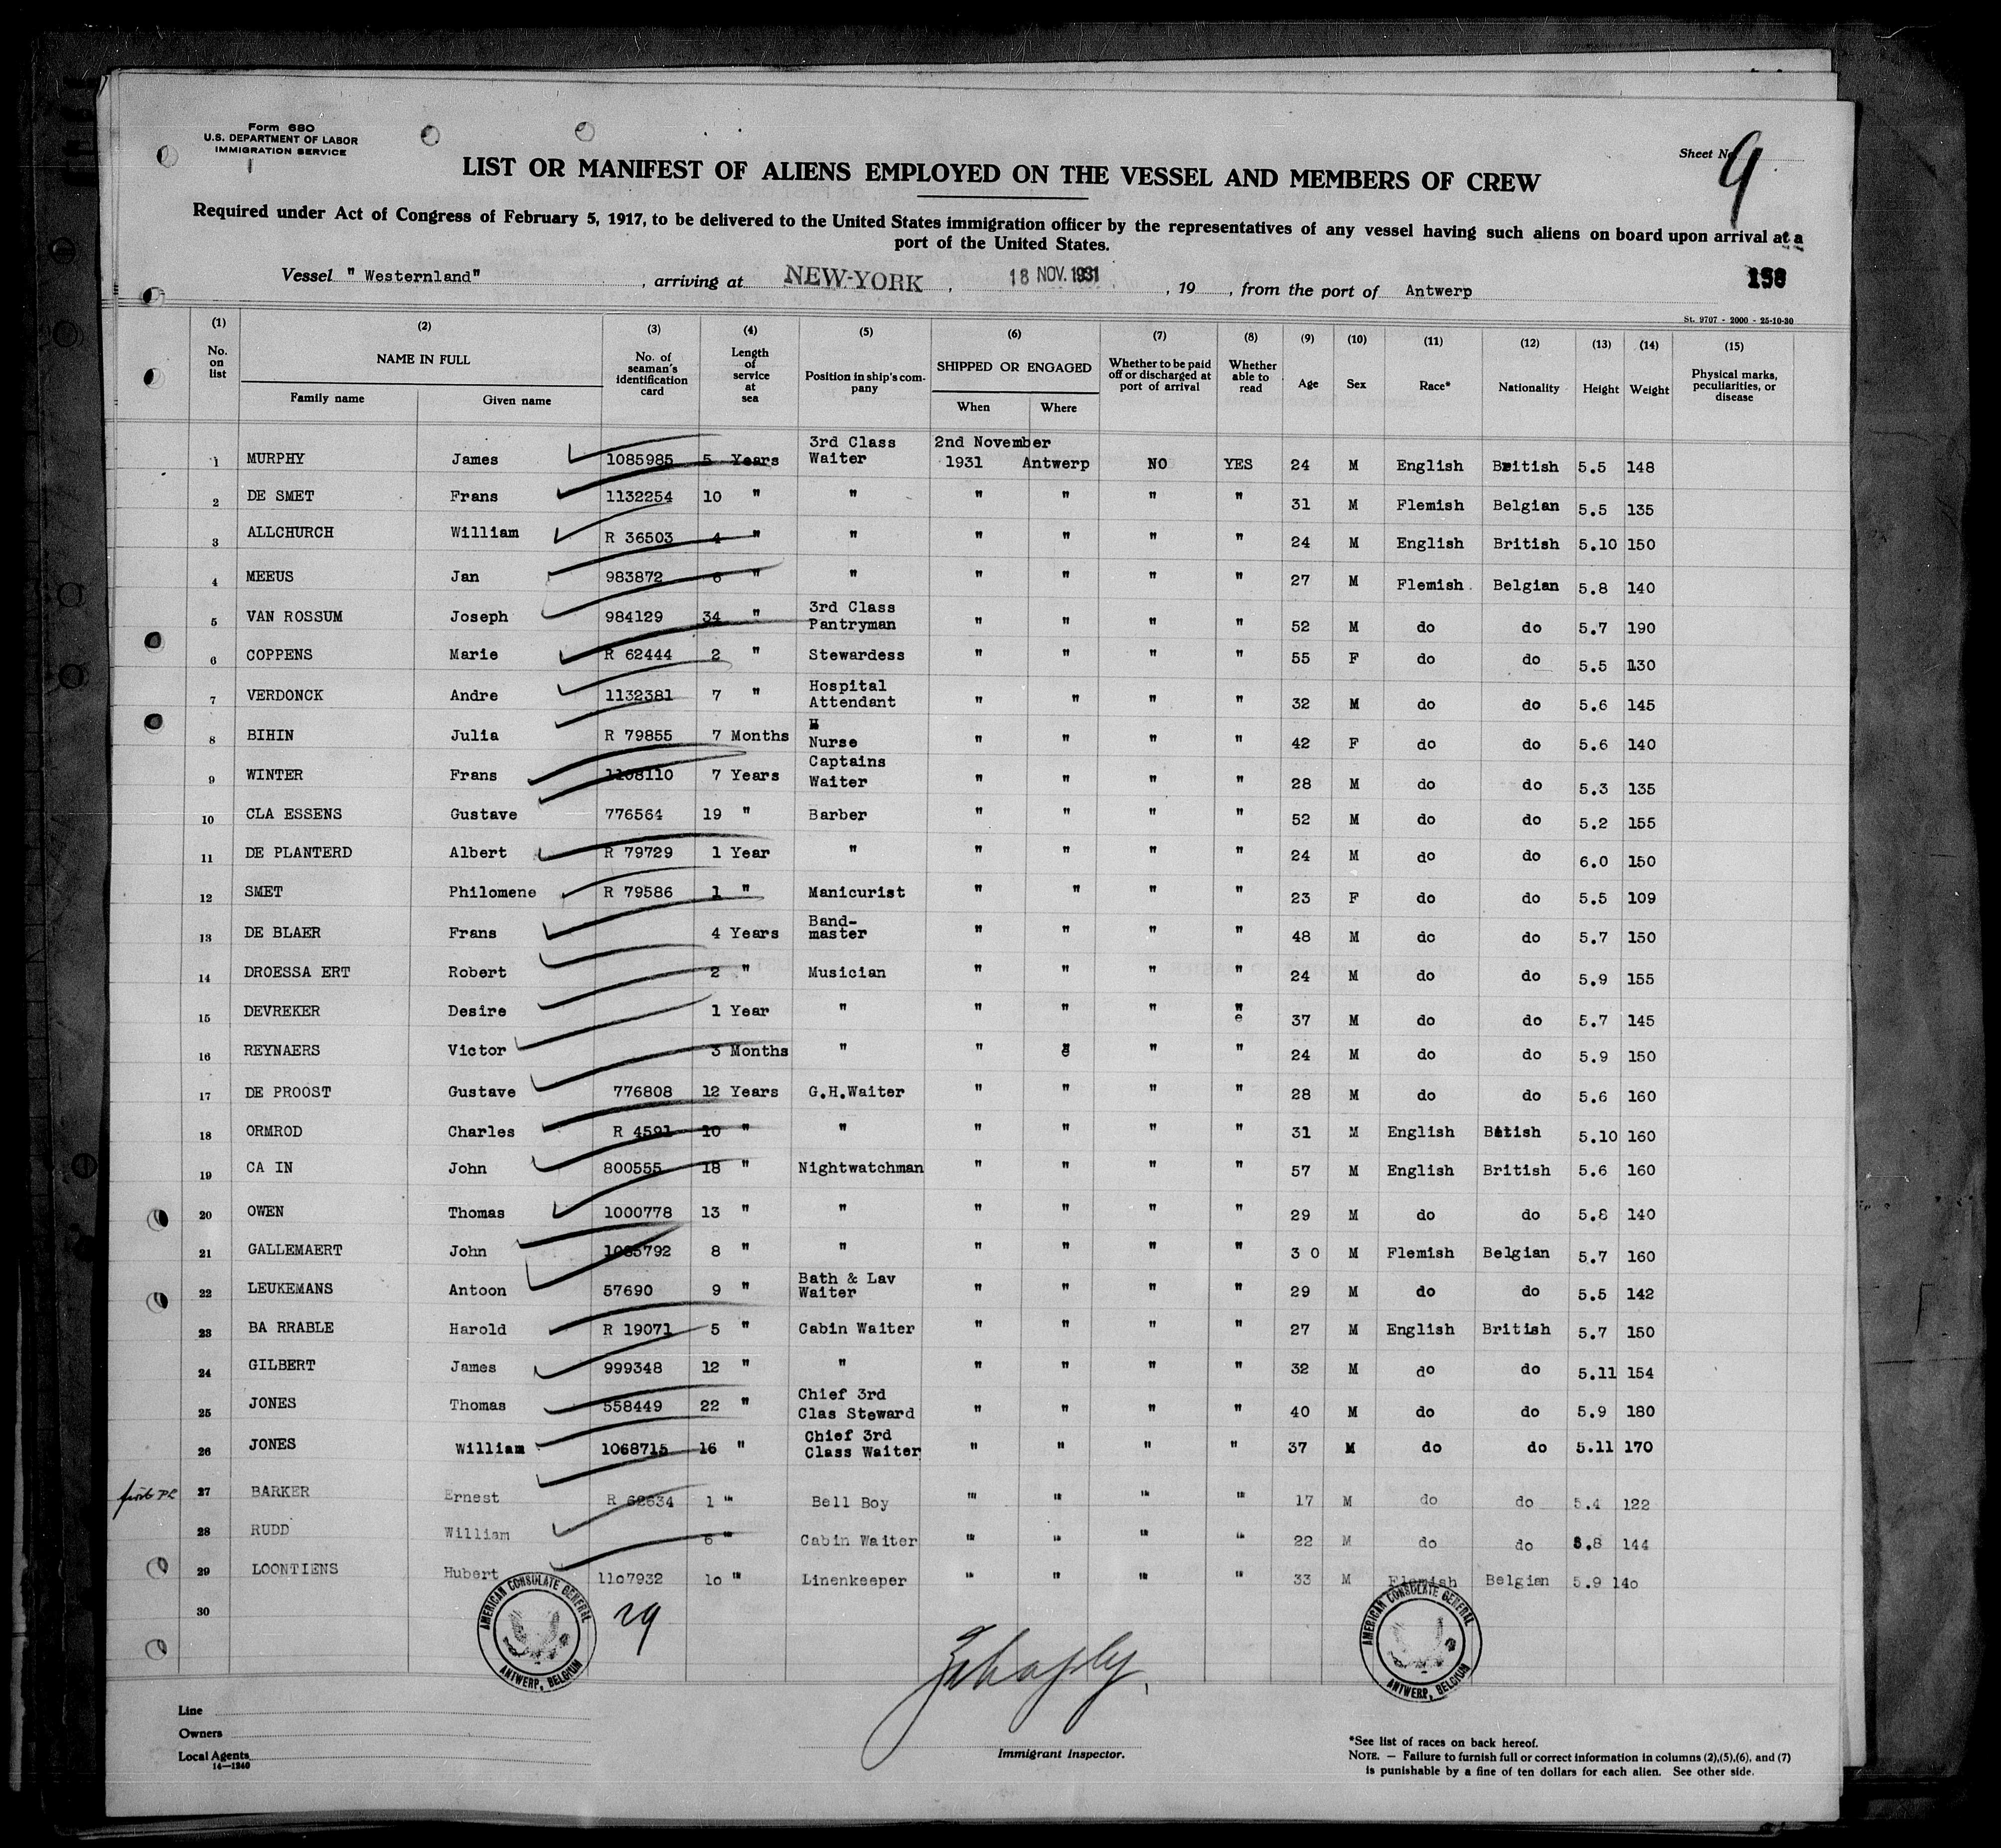 Form 680
U.S. DEPARTMENT OF LABOR
IMMIGRATION SERVICE
Sheet No. 9
LIST OR MANIFEST OF ALIENS EMPLOYED ON THE VESSEL AND MEMBERS OF CREW
Required under Act of Congress of February 5, 1917, to be delivered to the United States immigration officer by the representatives of any vessel having such aliens on board upon arrival at a
port of the United States.
Vessel " Westernland" , arriving at NEW-YORK , 18 NOV. 1931 , 19 , from the port of Antwerp
St. 9707 - 2000 - 25-10-30
(1) (2) (3) (4) (5) (6) (7) (8) (9) (10) (11) (12) (13) (14) (15)
No. on list NAME IN FULL Family name Given name No. of seaman's identification card Length of service at sea Position in ship's company SHIPPED OR ENGAGED When Where Whether to be paid off or discharged at port of arrival Whether able to read Age Sex Race* Nationality Height Weight Physical marks, peculiarities, or disease
1 MURPHY James 1085985 5 Years 3rd Class Waiter 2nd November 1931 Antwerp NO YES 24 M English British 5.5 148
2 DE SMET Frans 1132254 10 " " " " " " 31 M Flemish Belgian 5.5 135
3 ALLCHURCH William R 36503 4 " " " " " " 24 M English British 5.10 150
4 MEEUS Jan 983872 6 " " " " " " 27 M Flemish Belgian 5.8 140
5 VAN ROSSUM Joseph 984129 34 " 3rd Class Pantryman " " " " 52 M do do 5.7 190
6 COPPENS Marie R 62444 2 " Stewardess " " " " 55 F do do 5.5 130
7 VERDONCK Andre 1132381 7 " Hospital Attendant " " " " 32 M do do 5.6 145
8 BIHIN Julia R 79855 7 Months Nurse " " " " 42 F do do 5.6 140
9 WINTER Frans 1108110 7 Years Captains Waiter " " " " 28 M do do 5.3 135
10 CLA ESSENS Gustave 776564 19 " Barber " " " " 52 M do do 5.2 155
11 DE PLANTERD Albert R 79729 1 Year " " " " " 24 M do do 6.0 150
12 SMET Philomene R 79586 1 " Manicurist " " " " 23 F do do 5.5 109
13 DE BLAER Frans 4 Years Band-master " " " " 48 M do do 5.7 150
14 DROESSA ERT Robert 2 " Musician " " " " 24 M do do 5.9 155
15 DEVREKER Desire 1 Year " " " " " 37 M do do 5.7 145
16 REYNAERS Victor 3 Months " " " " " 24 M do do 5.9 150
17 DE PROOST Gustave 776808 12 Years G.H.Waiter " " " " 28 M do do 5.6 160
18 ORMROD Charles R 4591 10 " " " " " " 31 M English Bitish 5.10 160
19 CA IN John 800555 18 " Nightwatchman " " " " 57 M English British 5.6 160
20 OWEN Thomas 1000778 13 " " " " " " 29 M do do 5.8 140
21 GALLEMAERT John 1085792 8 " " " " " " 3 0 M Flemish Belgian 5.7 160
22 LEUKEMANS Antoon 57690 9 " Bath & Lav Waiter " " " " 29 M do do 5.5 142
23 BA RRABLE Harold R 19071 5 " Cabin Waiter " " " " 27 M English British 5.7 150
24 GILBERT James 999348 12 " " " " " " 32 M do do 5.11 154
25 JONES Thomas 558449 22 " Chief 3rd Clas Steward " " " " 40 M do do 5.9 180
26 JONES William 1068715 16 " Chief 3rd Class Waiter " " " " 37 M do do 5.11 170
27 BARKER Ernest R 62634 1 " Bell Boy " " " " 17 M do do 5.4 122
28 RUDD William 6 " Cabin Waiter " " " " 22 M do do 5.8 144
29 LOONTIENS Hubert 1107932 10 " Linenkeeper " " " " 33 M Flemish Belgian 5.9 140
30
29
AMERICAN CONSULATE GENERAL ANTWERP, BELGIUM
AMERICAN CONSULATE GENERAL ANTWERP, BELGIUM
Line
Owners
Local Agents
14—1240
Immigrant Inspector.
*See list of races on back hereof.
NOTE. — Failure to furnish full or correct information in columns (2),(5),(6), and (7)
is punishable by a fine of ten dollars for each alien. See other side.